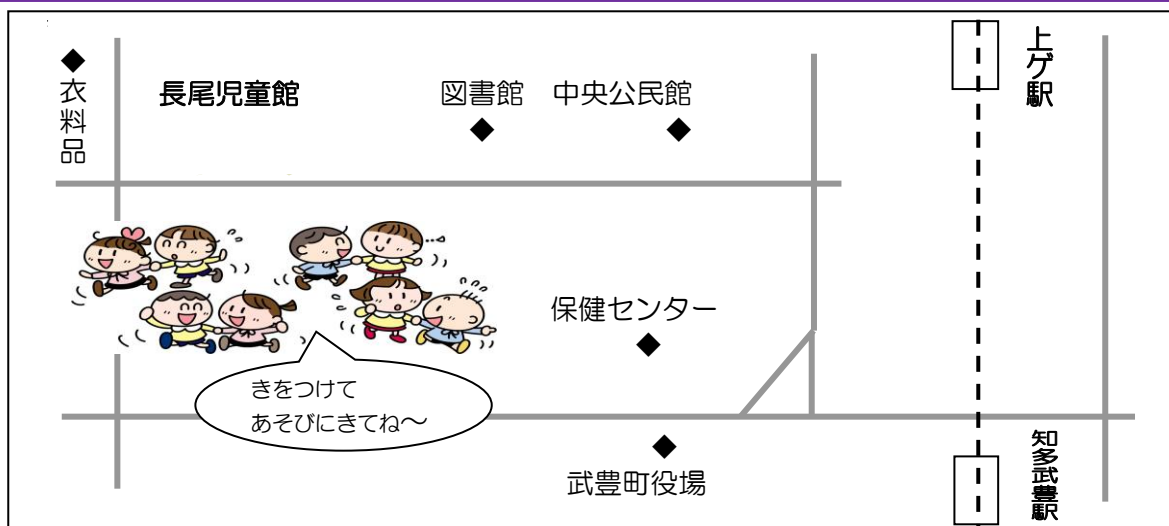 上ゲ駅
衣料品
長尾児童館
図書館
中央公民館
保健センター
きをつけて
あそびにきてね～
武豊町役場
知多武豊駅